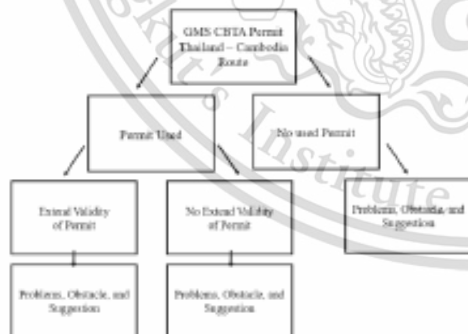 GMS CBTA Permit
Thailand – Cambodia
Route
Permit Used
No used Permit
Extend Validity
of Permit
No Extend Validity
of Permit
Problems, Obstacle, and
Suggestion
Problems, Obstacle, and
Suggestion
Problems, Obstacle, and
Suggestion
's Institute